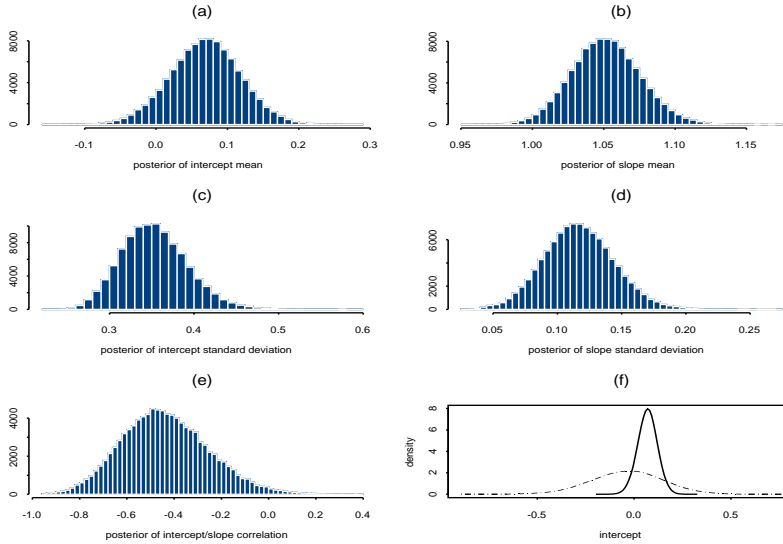 (a)
0 4000 8000
-0.1 0.0 0.1 0.2 0.3
posterior of intercept mean
(b)
0 4000 8000
0.95 1.00 1.05 1.10 1.15
posterior of slope mean
(c)
0 4000 8000
0.3 0.4 0.5 0.6
posterior of intercept standard deviation
(d)
0 2000 6000
0.05 0.10 0.15 0.20 0.25
posterior of slope standard deviation
(e)
0 2000 4000
-1.0 -0.8 -0.6 -0.4 -0.2 0.0 0.2 0.4
posterior of intercept/slope correlation
(f)
density
0 2 4 6 8
-0.5 0.0 0.5
intercept